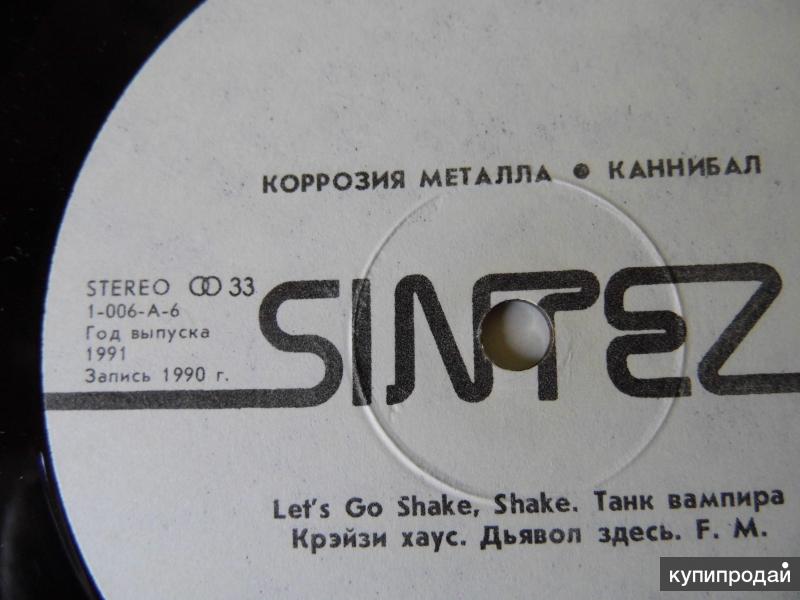 КОРРОЗИЯ МЕТАЛЛА • КАННИБАЛ
STEREO 33
1-006-А-6
Год выпуска
1991
Запись 1990 г.
SINTEZ
Let's Go Shake, Shake. Танк вампира
Крэйзи хаус. Дьявол здесь. F. M.
купипродай